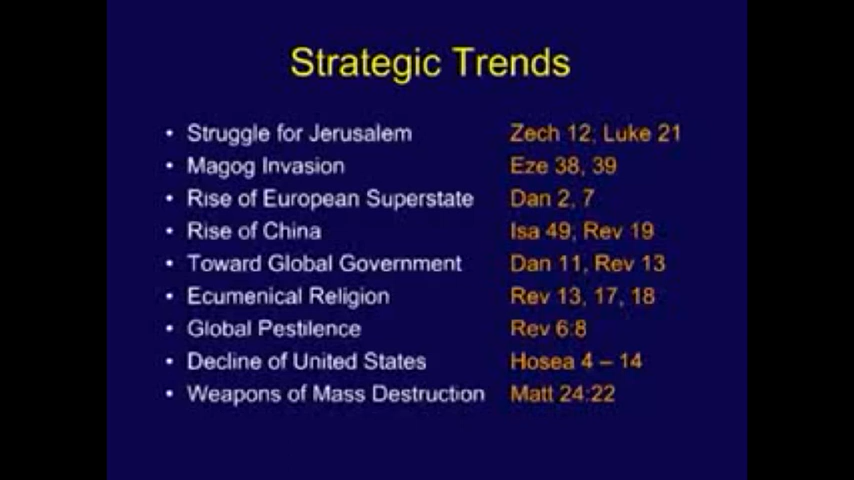 Strategic Trends
• Struggle for Jerusalem Zech 12; Luke 21
• Magog Invasion Eze 38, 39
• Rise of European Superstate Dan 2, 7
• Rise of China Isa 49; Rev 19
• Toward Global Government Dan 11, Rev 13
• Ecumenical Religion Rev 13, 17, 18
• Global Pestilence Rev 6:8
• Decline of United States Hosea 4 – 14
• Weapons of Mass Destruction Matt 24:22